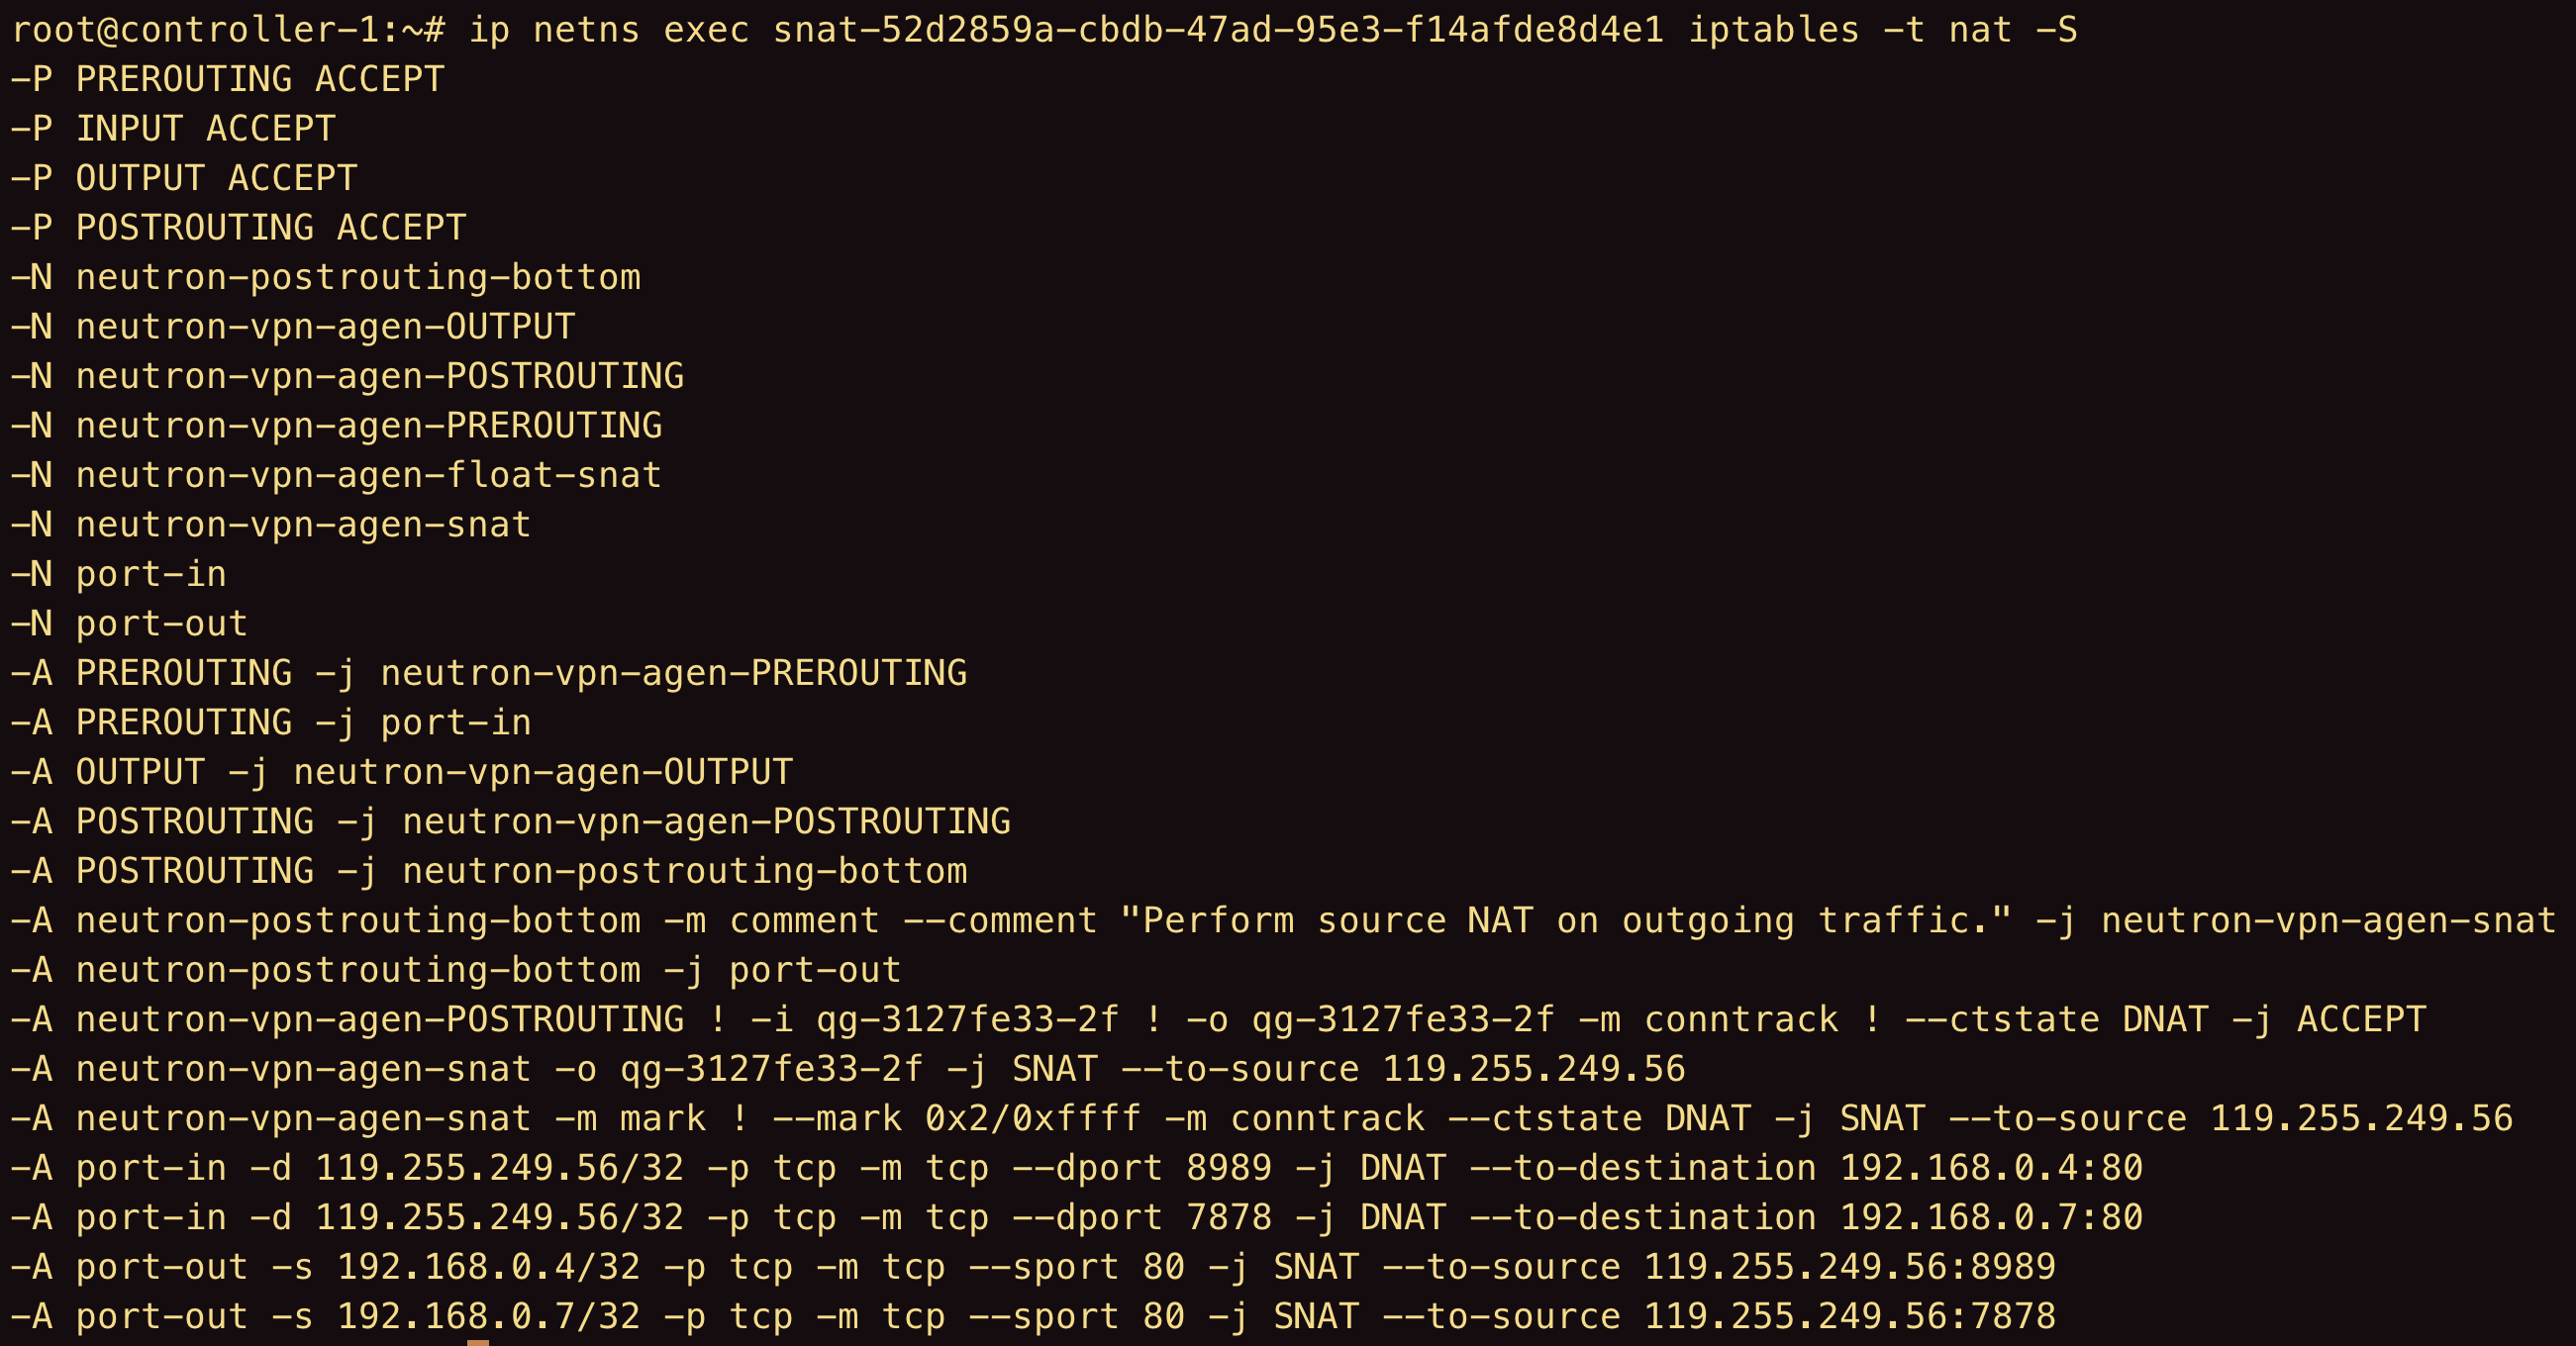 root@controller-1:~# ip netns exec snat-52d2859a-cbdb-47ad-95e3-f14afde8d4e1 iptables -t nat -S
-P PREROUTING ACCEPT
-P INPUT ACCEPT
-P OUTPUT ACCEPT
-P POSTROUTING ACCEPT
-N neutron-postrouting-bottom
-N neutron-vpn-agen-OUTPUT
-N neutron-vpn-agen-POSTROUTING
-N neutron-vpn-agen-PREROUTING
-N neutron-vpn-agen-float-snat
-N neutron-vpn-agen-snat
-N port-in
-N port-out
-A PREROUTING -j neutron-vpn-agen-PREROUTING
-A PREROUTING -j port-in
-A OUTPUT -j neutron-vpn-agen-OUTPUT
-A POSTROUTING -j neutron-vpn-agen-POSTROUTING
-A POSTROUTING -j neutron-postrouting-bottom
-A neutron-postrouting-bottom -m comment --comment "Perform source NAT on outgoing traffic." -j neutron-vpn-agen-snat
-A neutron-postrouting-bottom -j port-out
-A neutron-vpn-agen-POSTROUTING ! -i qg-3127fe33-2f ! -o qg-3127fe33-2f -m conntrack ! --ctstate DNAT -j ACCEPT
-A neutron-vpn-agen-snat -o qg-3127fe33-2f -j SNAT --to-source 119.255.249.56
-A neutron-vpn-agen-snat -m mark ! --mark 0x2/0xffff -m conntrack --ctstate DNAT -j SNAT --to-source 119.255.249.56
-A port-in -d 119.255.249.56/32 -p tcp -m tcp --dport 8989 -j DNAT --to-destination 192.168.0.4:80
-A port-in -d 119.255.249.56/32 -p tcp -m tcp --dport 7878 -j DNAT --to-destination 192.168.0.7:80
-A port-out -s 192.168.0.4/32 -p tcp -m tcp --sport 80 -j SNAT --to-source 119.255.249.56:8989
-A port-out -s 192.168.0.7/32 -p tcp -m tcp --sport 80 -j SNAT --to-source 119.255.249.56:7878